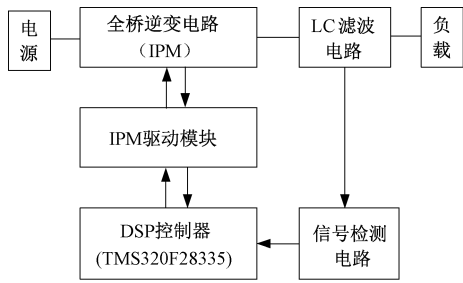 电
源
全桥逆变电路
（IPM）
LC滤波
电路
负
载
IPM驱动模块
DSP控制器
(TMS320F28335)
信号检测
电路